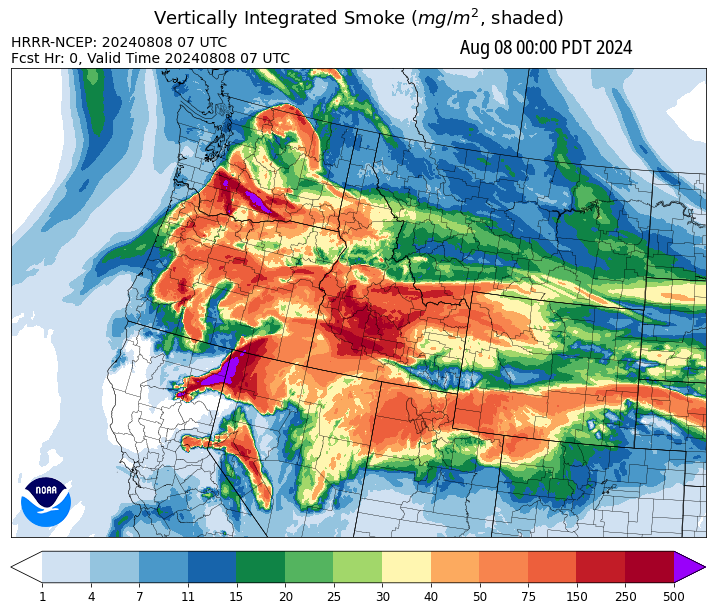 Vertically Integrated Smoke (mg/m², shaded)
HRRR-NCEP: 20240808 07 UTC
Fcst Hr: 0, Valid Time 20240808 07 UTC
Aug 08 00:00 PDT 2024
NOAA
1 4 7 11 15 20 25 30 40 50 75 150 250 500